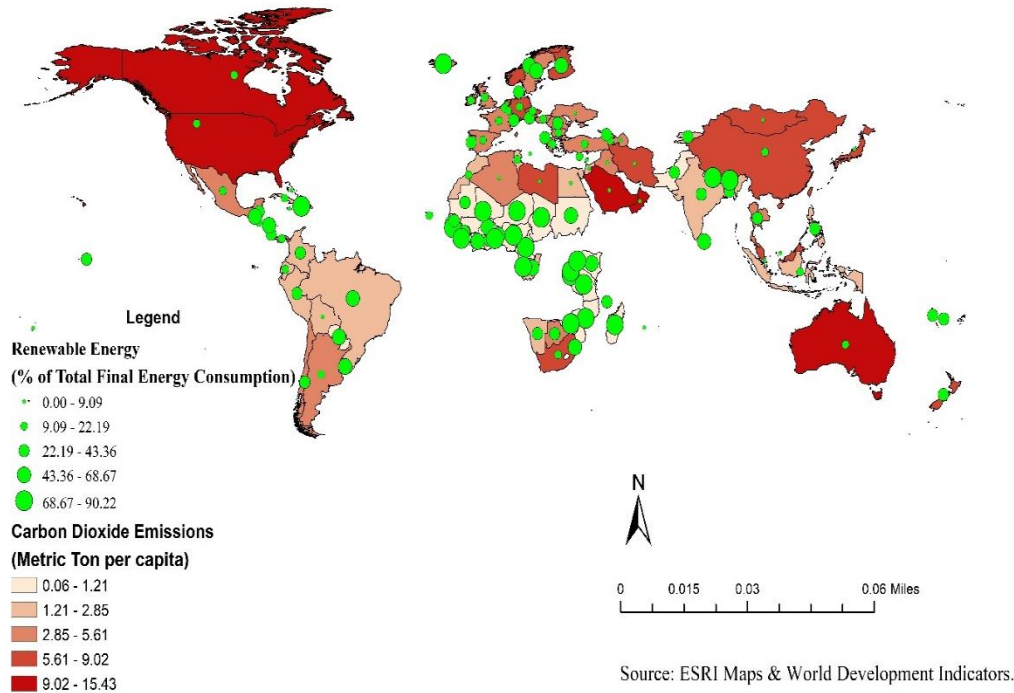 Legend
Renewable Energy
(% of Total Final Energy Consumption)
0.00 - 9.09
9.09 - 22.19
22.19 - 43.36
43.36 - 68.67
68.67 - 90.22
Carbon Dioxide Emissions
(Metric Ton per capita)
0.06 - 1.21
1.21 - 2.85
2.85 - 5.61
5.61 - 9.02
9.02 - 15.43
N
0 0.015 0.03 0.06 Miles
Source: ESRI Maps & World Development Indicators.